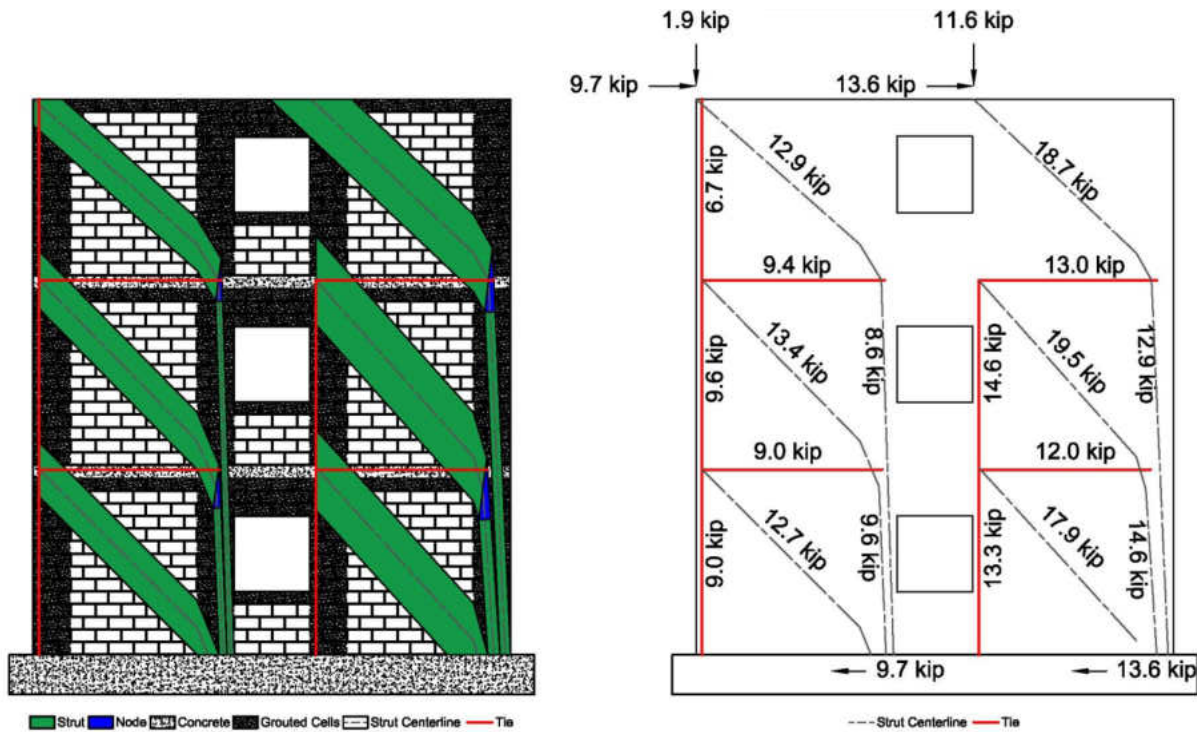 1.9 kip
11.6 kip
9.7 kip
13.6 kip
12.9 kip
18.7 kip
6.7 kip
9.4 kip
13.0 kip
13.4 kip
19.5 kip
9.6 kip
8.6 kip
14.6 kip
12.9 kip
9.0 kip
12.0 kip
12.7 kip
17.9 kip
9.0 kip
9.6 kip
13.3 kip
14.6 kip
9.7 kip
13.6 kip
Strut Node Concrete Grouted Cells Strut Centerline Tie
Strut Centerline Tie